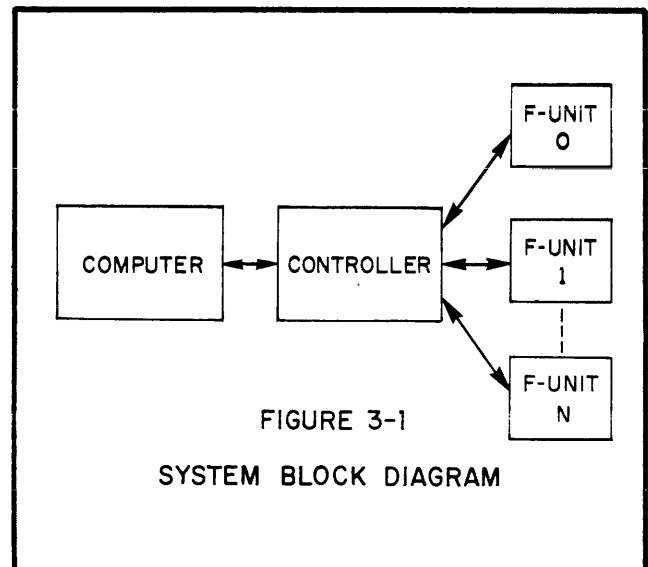 F-UNIT
0
COMPUTER
CONTROLLER
F-UNIT
1
F-UNIT
N
FIGURE 3-1
SYSTEM BLOCK DIAGRAM